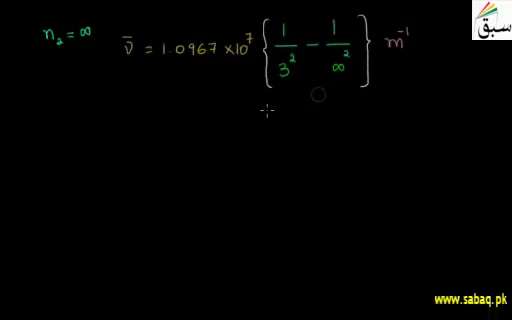 سبق
n₂ = ∞
ν̄ = 1.0967 × 10⁷ { 1/3² − 1/∞² } m⁻¹
www.sabaq.pk